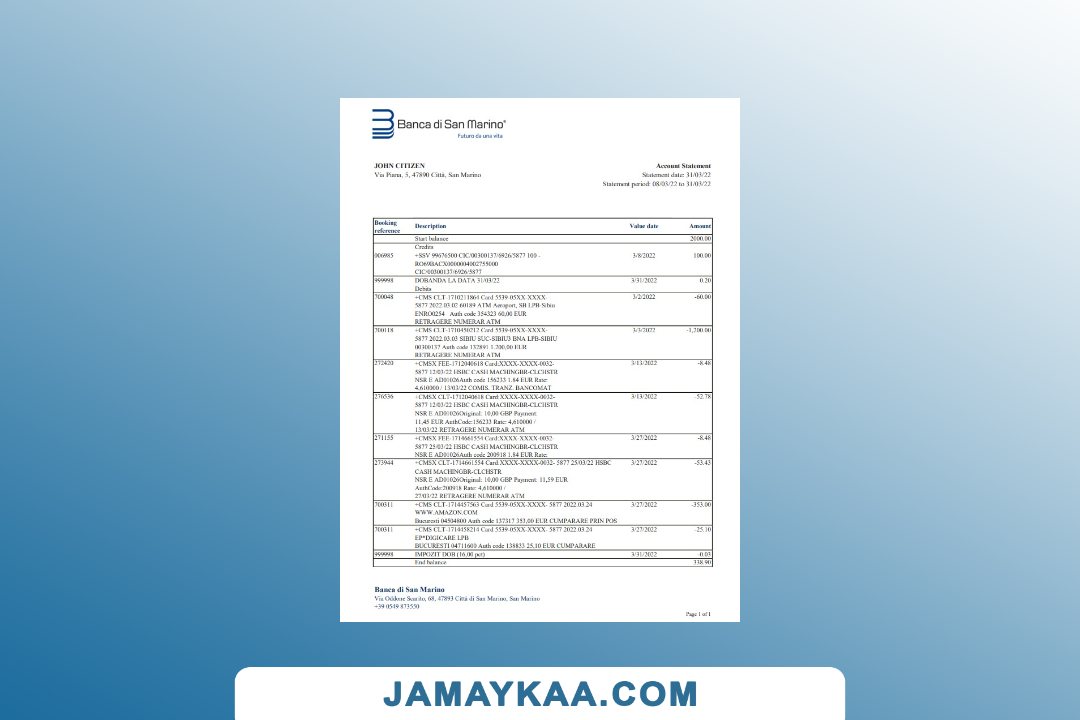 Banca di San Marino®
Futuro da una vita
JOHN CITIZEN
Via Piana, 5, 47890 Città, San Marino
Account Statement
Statement date: 31/03/22
Statement period: 08/03/22 to 31/03/22
Booking reference Description Value date Amount
Start balance 2000.00
Credits
006985 +SSV 99676500 CIC/00300137/6926/5877 100 - 3/8/2022 100.00
CIC/00300137/6926/5877
999998 DOBANDA LA DATA 31/03/22 3/31/2022 0.20
Debits
700048 +CMS CLT-1710211864 Card 5539-05XX-XXXX- 3/2/2022 -60.00
5877 2022.03.02 60189 ATM Aeroport, SB LPB-Sibiu
ENRO0254 Auth code 354323 60,00 EUR
RETRAGERE NUMERAR ATM
700118 +CMS CLT-1710450212 Card 5539-05XX-XXXX- 3/3/2022 -1,200.00
5877 2022.03.03 SIBIU SUC-SIBIU3 BNA LPB-SIBIU
00300137 Auth code 132891 1.200,00 EUR
RETRAGERE NUMERAR ATM
272420 +CMSX FEE-1712040618 Card:XXXX-XXXX-0032- 3/13/2022 -8.48
5877 12/03/22 HSBC CASH MACHINGBR-CLCHSTR
NSR E AD01026Auth code 156233 1.84 EUR Rate:
4,610000 / 13/03/22 COMIS. TRANZ. BANCOMAT
276536 +CMSX CLT-1712040618 Card:XXXX-XXXX-0032- 3/13/2022 -52.78
5877 12/03/22 HSBC CASH MACHINGBR-CLCHSTR
NSR E AD01026Original: 10,00 GBP Payment:
11,45 EUR AuthCode:156233 Rate: 4,610000 /
13/03/22 RETRAGERE NUMERAR ATM
271155 +CMSX FEE-1714661554 Card:XXXX-XXXX-0032- 3/27/2022 -8.48
5877 25/03/22 HSBC CASH MACHINGBR-CLCHSTR
NSR E AD01026Auth code 200918 1.84 EUR Rate:
273944 +CMSX CLT-1714661554 Card XXXX-XXXX-0032- 5877 25/03/22 HSBC 3/27/2022 -53.43
CASH MACHINGBR-CLCHSTR
NSR E AD01026Original: 10,00 GBP Payment: 11,59 EUR
AuthCode:200918 Rate: 4,610000 /
27/03/22 RETRAGERE NUMERAR ATM
700311 +CMS CLT-1714457563 Card 5539-05XX-XXXX- 5877 2022.03.24 3/27/2022 -353.00
WWW.AMAZON.COM
Bucuresti 04504800 Auth code 137317 353,00 EUR CUMPARARE PRIN POS
700311 +CMS CLT-1714458214 Card 5539-05XX-XXXX- 5877 2022.03.24 3/27/2022 -25.10
EP*DIGICARE LPB
BUCURESTI 04711600 Auth code 138833 25,10 EUR CUMPARARE
999998 IMPOZIT DOB (16,00 pct) 3/31/2022 -0.03
End balance 338.90
Banca di San Marino
Via Oddone Scarito, 68, 47893 Città di San Marino, San Marino
+39 0549 873550
Page 1 of 1
JAMAYKAA.COM